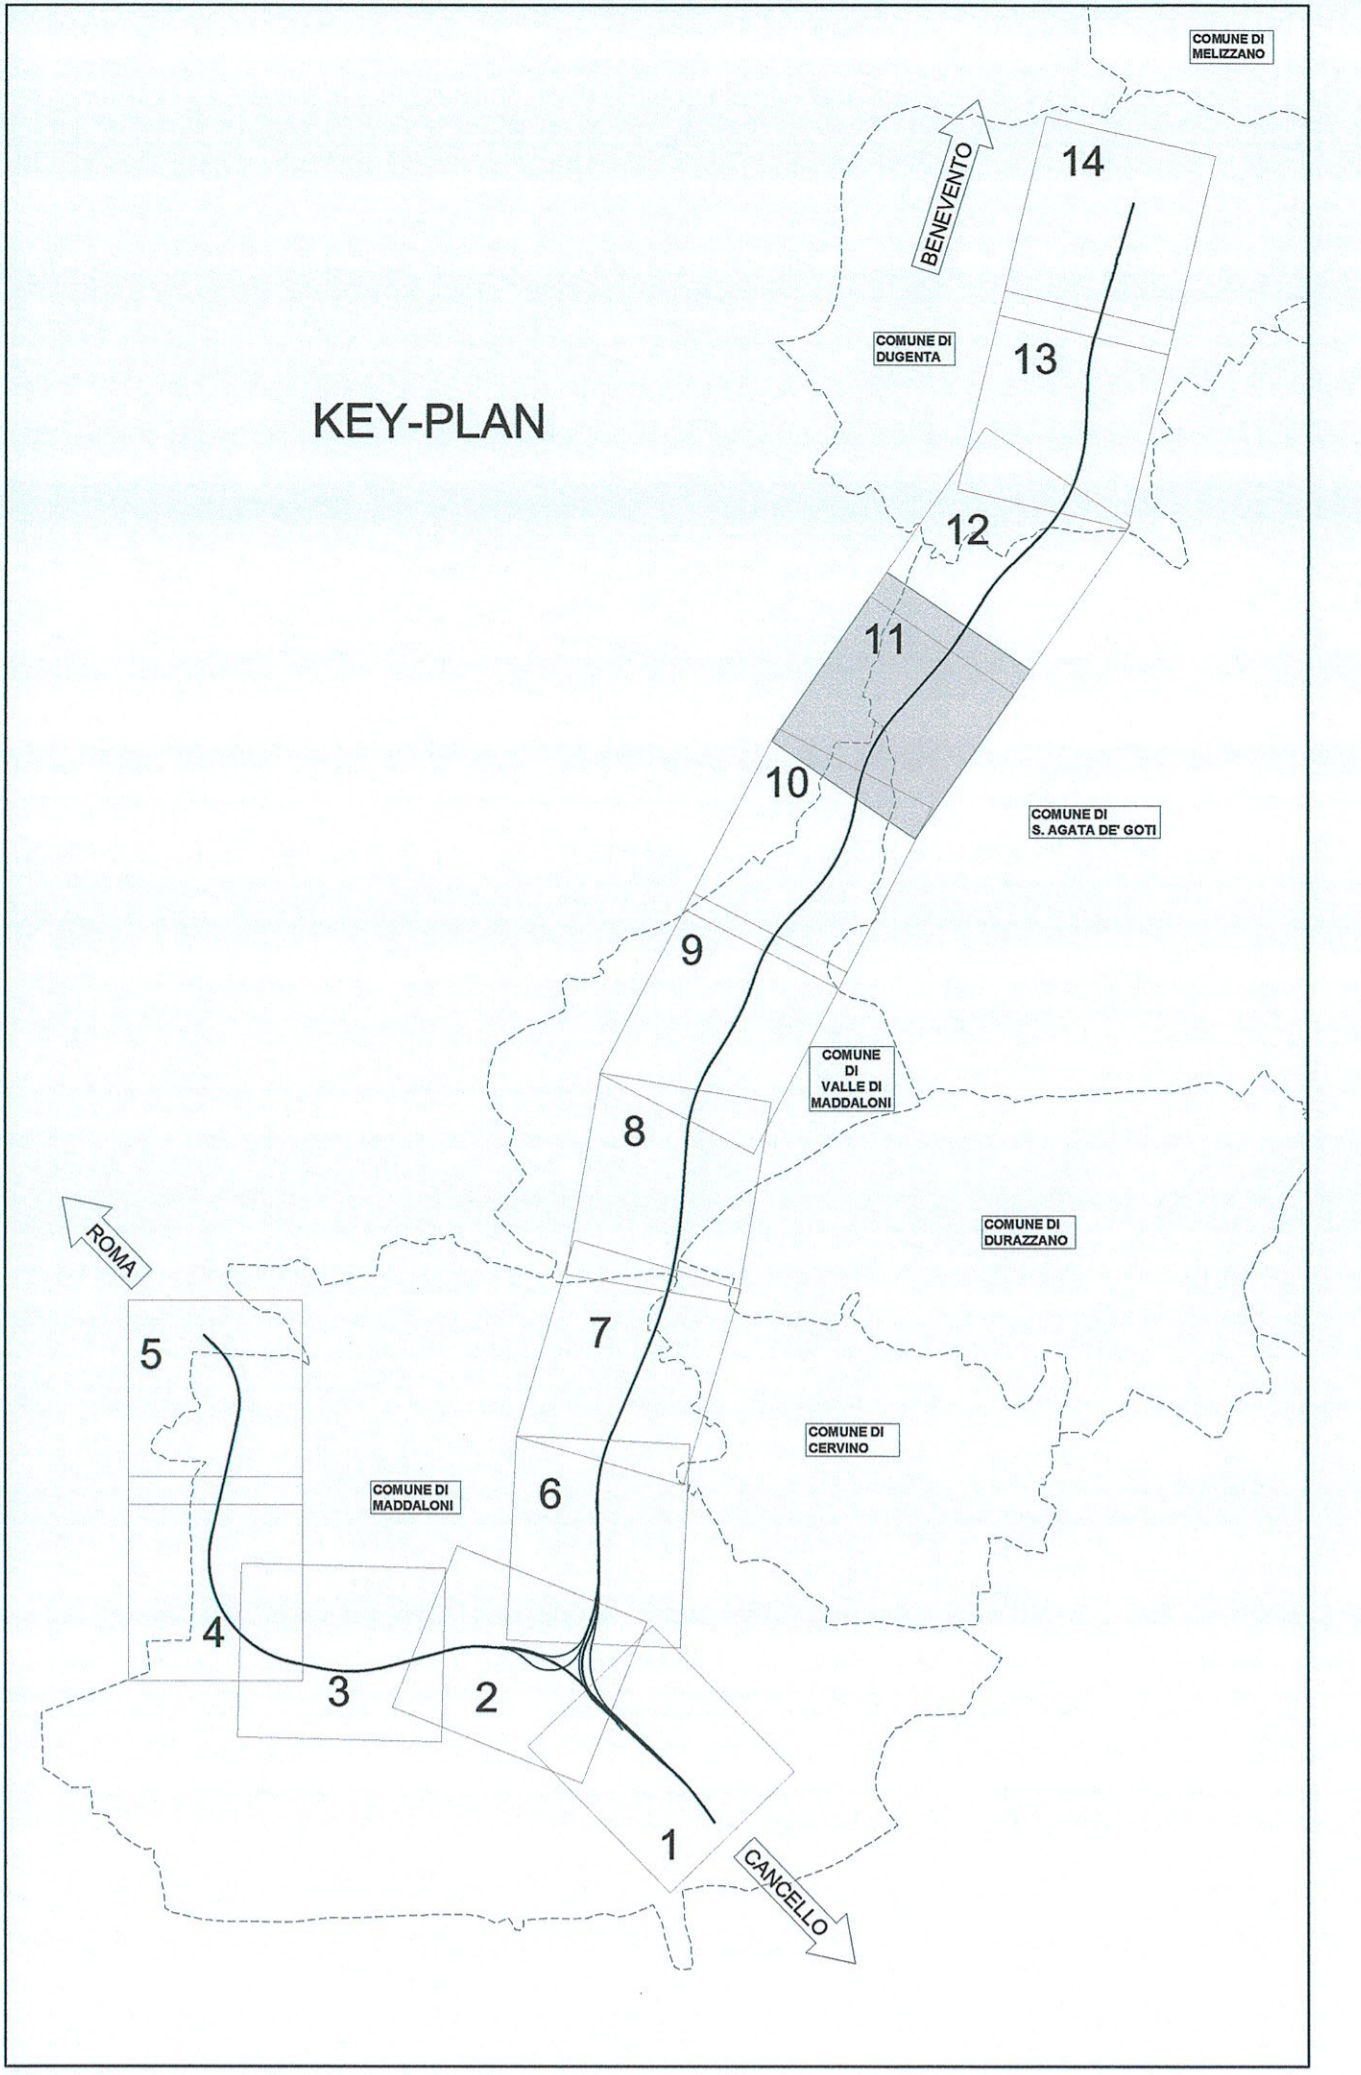 COMUNE DI
MELIZZANO
14
BENEVENTO
COMUNE DI
DUGENTA
13
KEY-PLAN
12
11
10
COMUNE DI
S. AGATA DE' GOTI
9
COMUNE
DI
VALLE DI
MADDALONI
8
ROMA
COMUNE DI
DURAZZANO
7
5
COMUNE DI
CERVINO
6
COMUNE DI
MADDALONI
4
3
2
1
CANCELLO